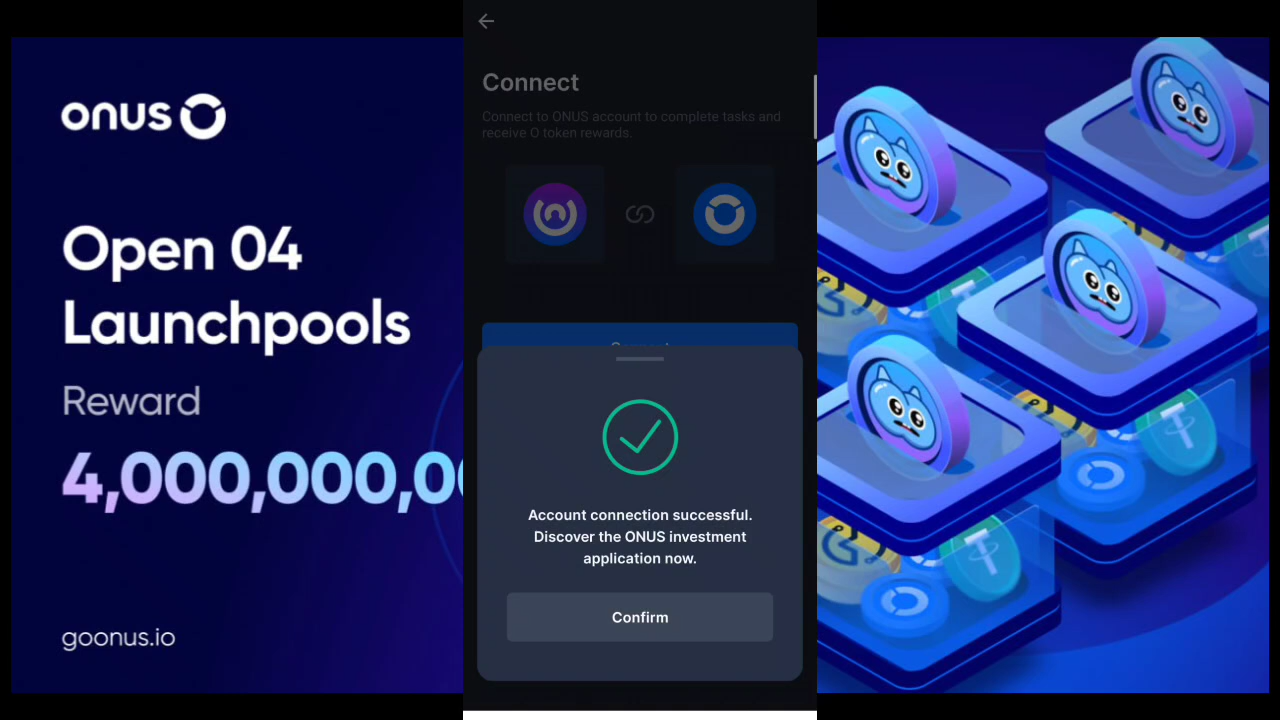 onus
Open 04
Launchpools
Reward
4,000,000,0
goonus.io
Connect
Connect to ONUS account to complete tasks and
receive O token rewards.
Account connection successful.
Discover the ONUS investment
application now.
Confirm